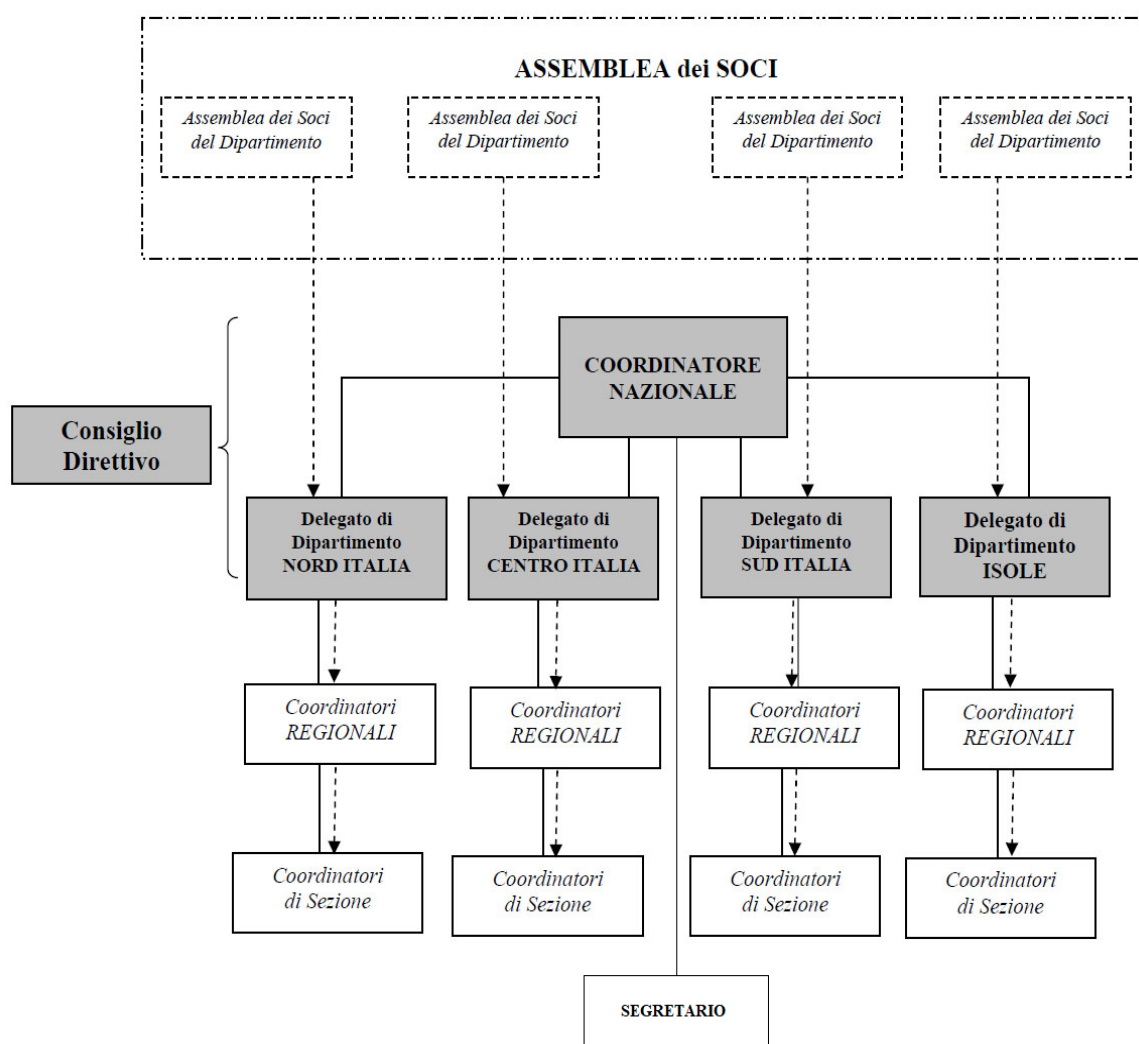 ASSEMBLEA dei SOCI
Assemblea dei Soci
del Dipartimento
Assemblea dei Soci
del Dipartimento
Assemblea dei Soci
del Dipartimento
Assemblea dei Soci
del Dipartimento
COORDINATORE
NAZIONALE
Consiglio
Direttivo
Delegato di
Dipartimento
NORD ITALIA
Delegato di
Dipartimento
CENTRO ITALIA
Delegato di
Dipartimento
SUD ITALIA
Delegato di
Dipartimento
ISOLE
Coordinatori
REGIONALI
Coordinatori
REGIONALI
Coordinatori
REGIONALI
Coordinatori
REGIONALI
Coordinatori
di Sezione
Coordinatori
di Sezione
Coordinatori
di Sezione
Coordinatori
di Sezione
SEGRETARIO